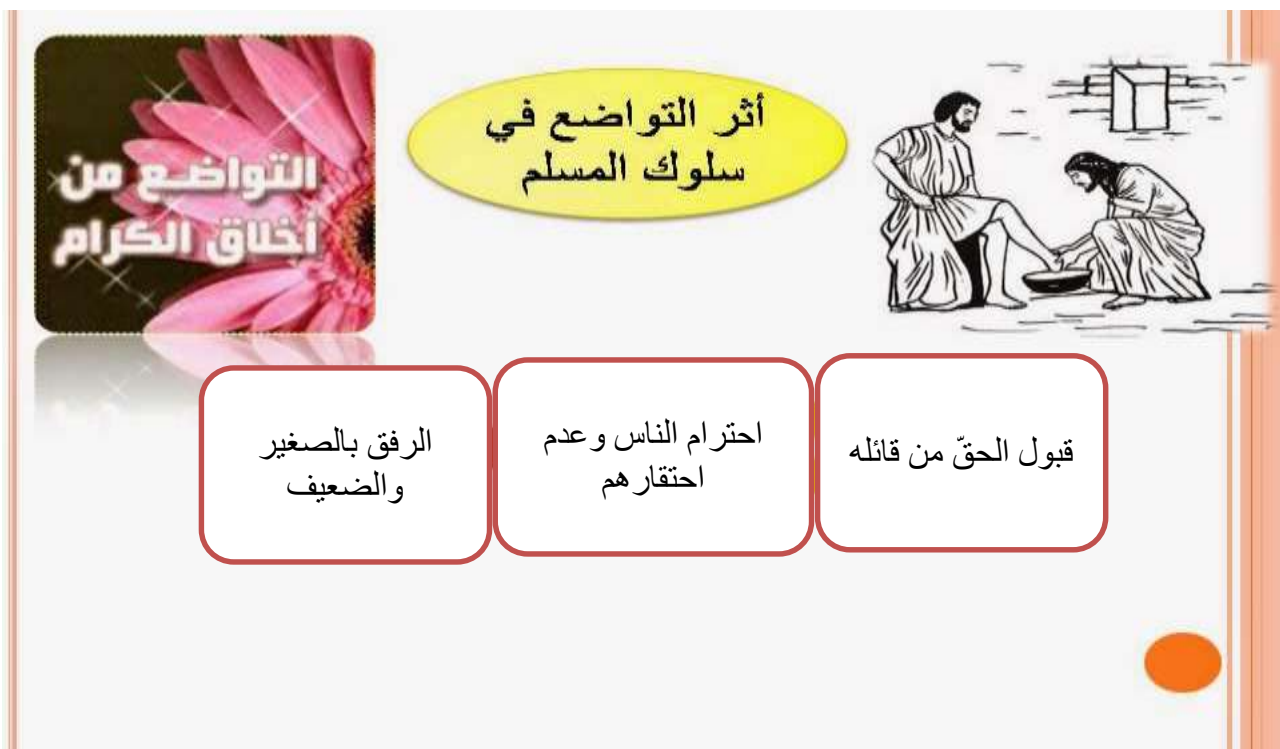 أثر التواضع في
سلوك المسلم
التواضع من
أخلاق الكرام
قبول الحقّ من قائله
احترام الناس وعدم
احتقارهم
الرفق بالصغير
والضعيف